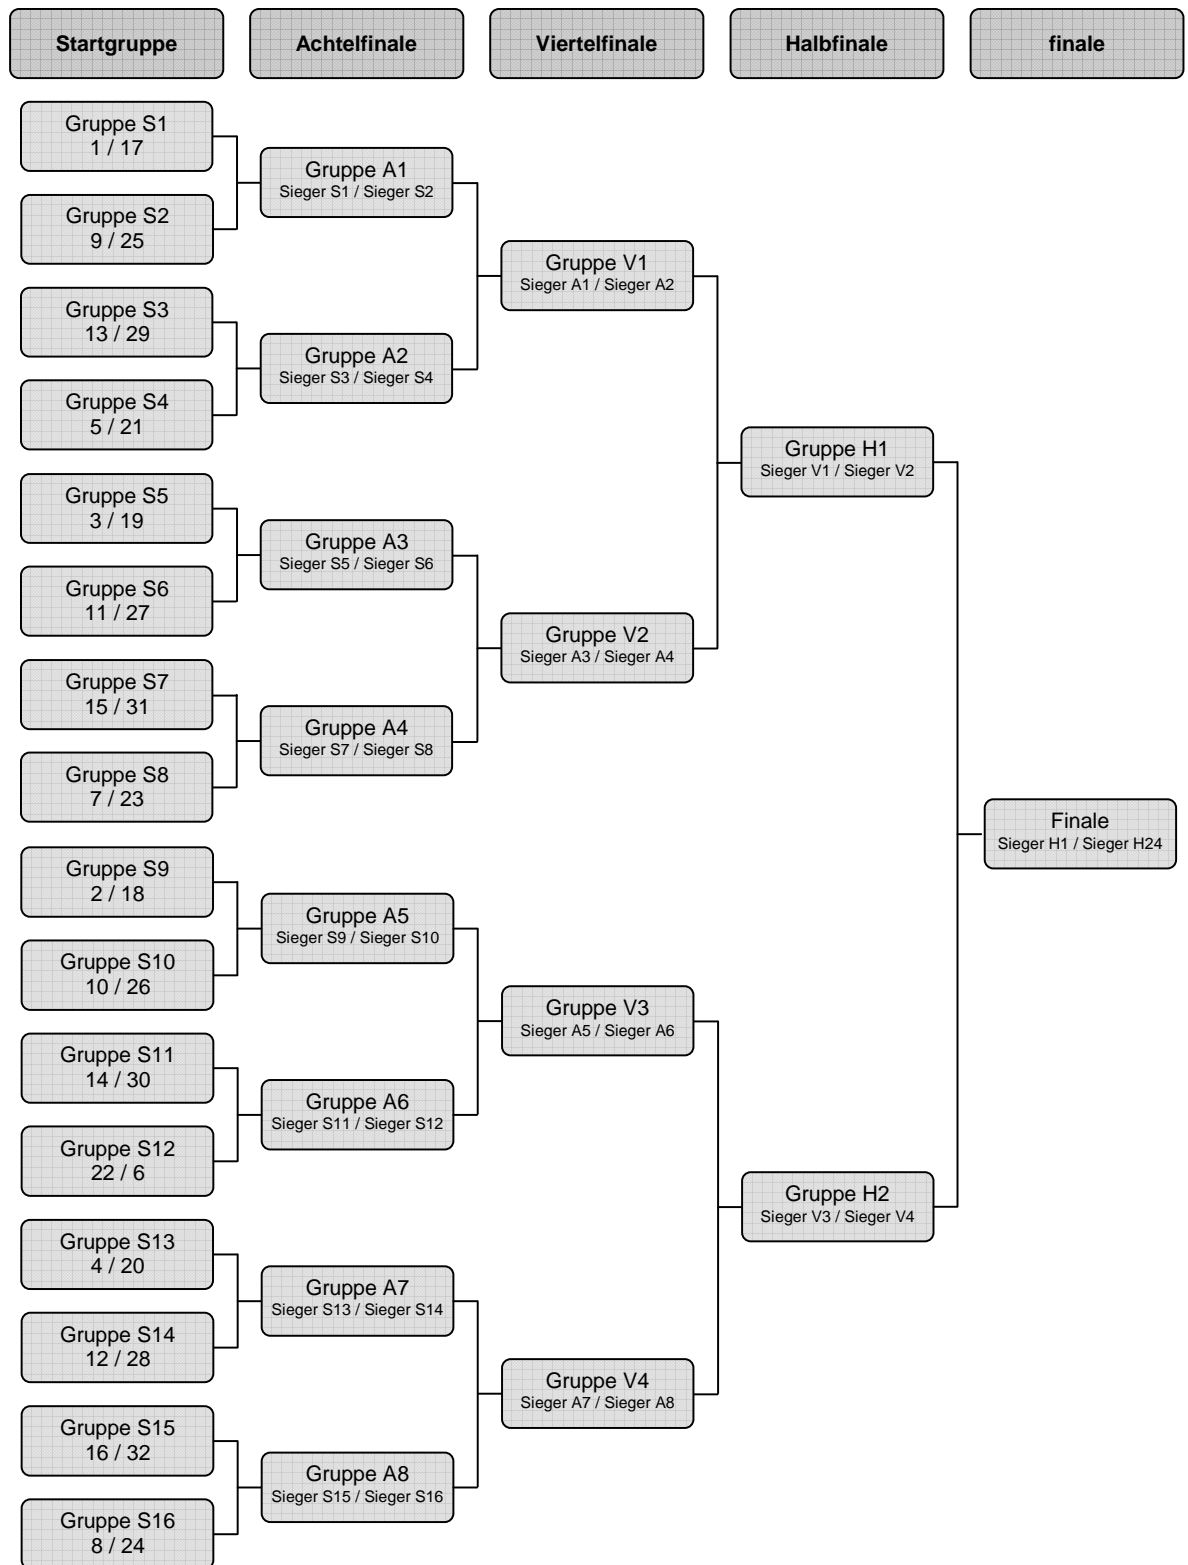 Startgruppe
Achtelfinale
Viertelfinale
Halbfinale
finale
Gruppe S1
1 / 17
Gruppe S2
9 / 25
Gruppe S3
13 / 29
Gruppe S4
5 / 21
Gruppe S5
3 / 19
Gruppe S6
11 / 27
Gruppe S7
15 / 31
Gruppe S8
7 / 23
Gruppe S9
2 / 18
Gruppe S10
10 / 26
Gruppe S11
14 / 30
Gruppe S12
22 / 6
Gruppe S13
4 / 20
Gruppe S14
12 / 28
Gruppe S15
16 / 32
Gruppe S16
8 / 24
Gruppe A1
Sieger S1 / Sieger S2
Gruppe A2
Sieger S3 / Sieger S4
Gruppe A3
Sieger S5 / Sieger S6
Gruppe A4
Sieger S7 / Sieger S8
Gruppe A5
Sieger S9 / Sieger S10
Gruppe A6
Sieger S11 / Sieger S12
Gruppe A7
Sieger S13 / Sieger S14
Gruppe A8
Sieger S15 / Sieger S16
Gruppe V1
Sieger A1 / Sieger A2
Gruppe V2
Sieger A3 / Sieger A4
Gruppe V3
Sieger A5 / Sieger A6
Gruppe V4
Sieger A7 / Sieger A8
Gruppe H1
Sieger V1 / Sieger V2
Gruppe H2
Sieger V3 / Sieger V4
Finale
Sieger H1 / Sieger H24